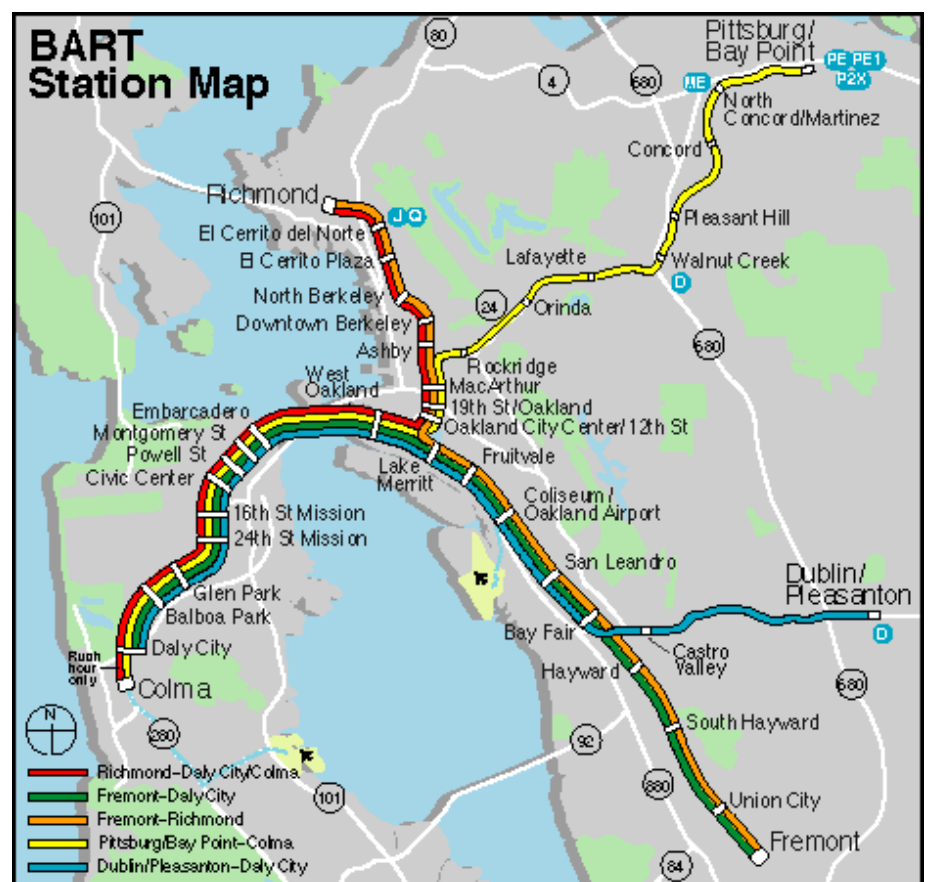 BART
Station Map
80
Pittsburg/
Bay Point
PE PE1
P2X
4
680
ME
North
Concord/Martinez
Concord
Richmond
101
J Q
Pleasant Hill
El Cerrito del Norte
El Cerrito Plaza
Lafayette
Walnut Creek
D
North Berkeley
24
Orinda
Downtown Berkeley
680
Ashby
Rockridge
West
Oakland
MacArthur
Embarcadero
19th St/Oakland
Montgomery St
Oakland City Center/12th St
Powell St
Civic Center
Lake
Merritt
Fruitvale
16th St Mission
Coliseum/
Oakland Airport
24th St Mission
San Leandro
Glen Park
Dublin/
Pleasanton
Balboa Park
Bay Fair
D
Daly City
Castro
Valley
Rush
hour
only
Hayward
Colma
680
N
280
South Hayward
92
Richmond-Daly City/Colma
101
880
Fremont-Daly City
Union City
Fremont-Richmond
Fremont
Pittsburg/Bay Point-Colma
84
Dublin/Pleasanton-Daly City